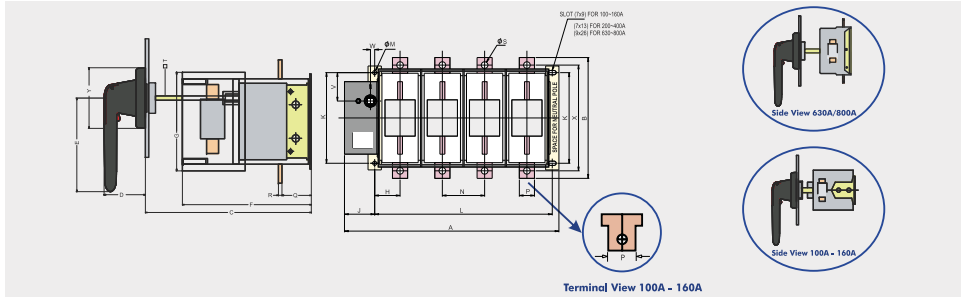 SLOT (7x9) FOR 100~160A
(7x13) FOR 200~400A
(9x26) FOR 630~800A
W
ϕM
ϕS
T
Y
E
D
O
F
C
R
Q
V
K
H
N
P
J
L
A
K
X
B
SPACE FOR NEUTRAL POLE
P
Terminal View 100A - 160A
Side View 630A/800A
Side View 100A - 160A